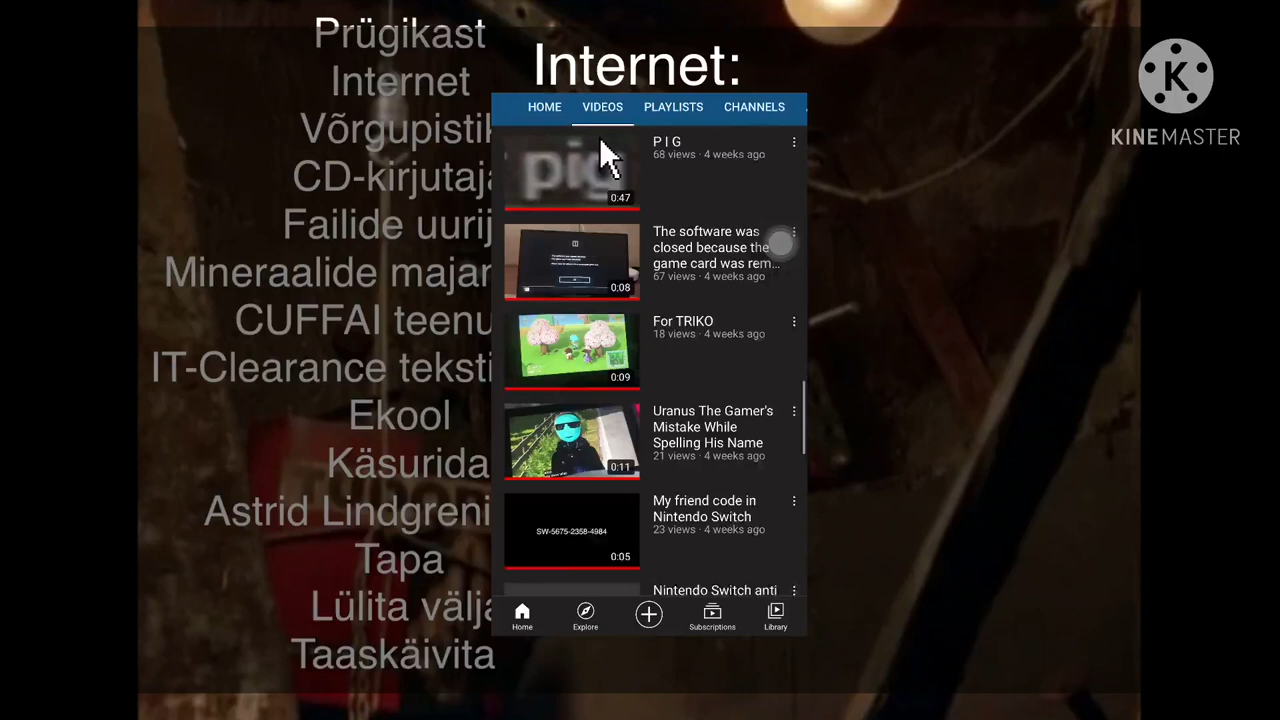 Prügikast
Internet
Võrgupistik
CD-kirjutaja
Failide uurij
Mineraalide majan
CUFFAI teenu
IT-Clearance teksti
Ekool
Käsurida
Astrid Lindgreni
Tapa
Lülita välja
Taaskäivita
Internet:
HOME VIDEOS PLAYLISTS CHANNELS
pig
0:47
P I G
68 views · 4 weeks ago
0:08
The software was
closed because the
game card was rem...
67 views · 4 weeks ago
0:09
For TRIKO
18 views · 4 weeks ago
0:11
Uranus The Gamer's
Mistake While
Spelling His Name
21 views · 4 weeks ago
SW-5675-2358-4984
0:05
My friend code in
Nintendo Switch
23 views · 4 weeks ago
Nintendo Switch anti
Home Explore Subscriptions Library
K
KINEMASTER